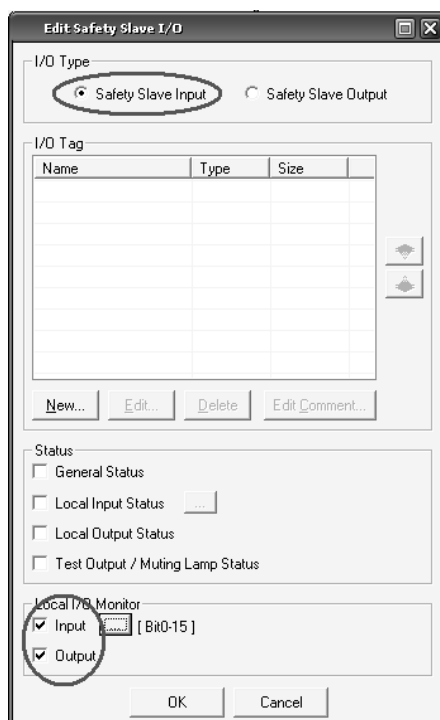 Edit Safety Slave I/O
I/O Type
Safety Slave Input Safety Slave Output
I/O Tag
Name Type Size
New... Edit... Delete Edit Comment...
Status
General Status
Local Input Status ...
Local Output Status
Test Output / Muting Lamp Status
Local I/O Monitor
Input ... [ Bit0-15 ]
Output
OK Cancel